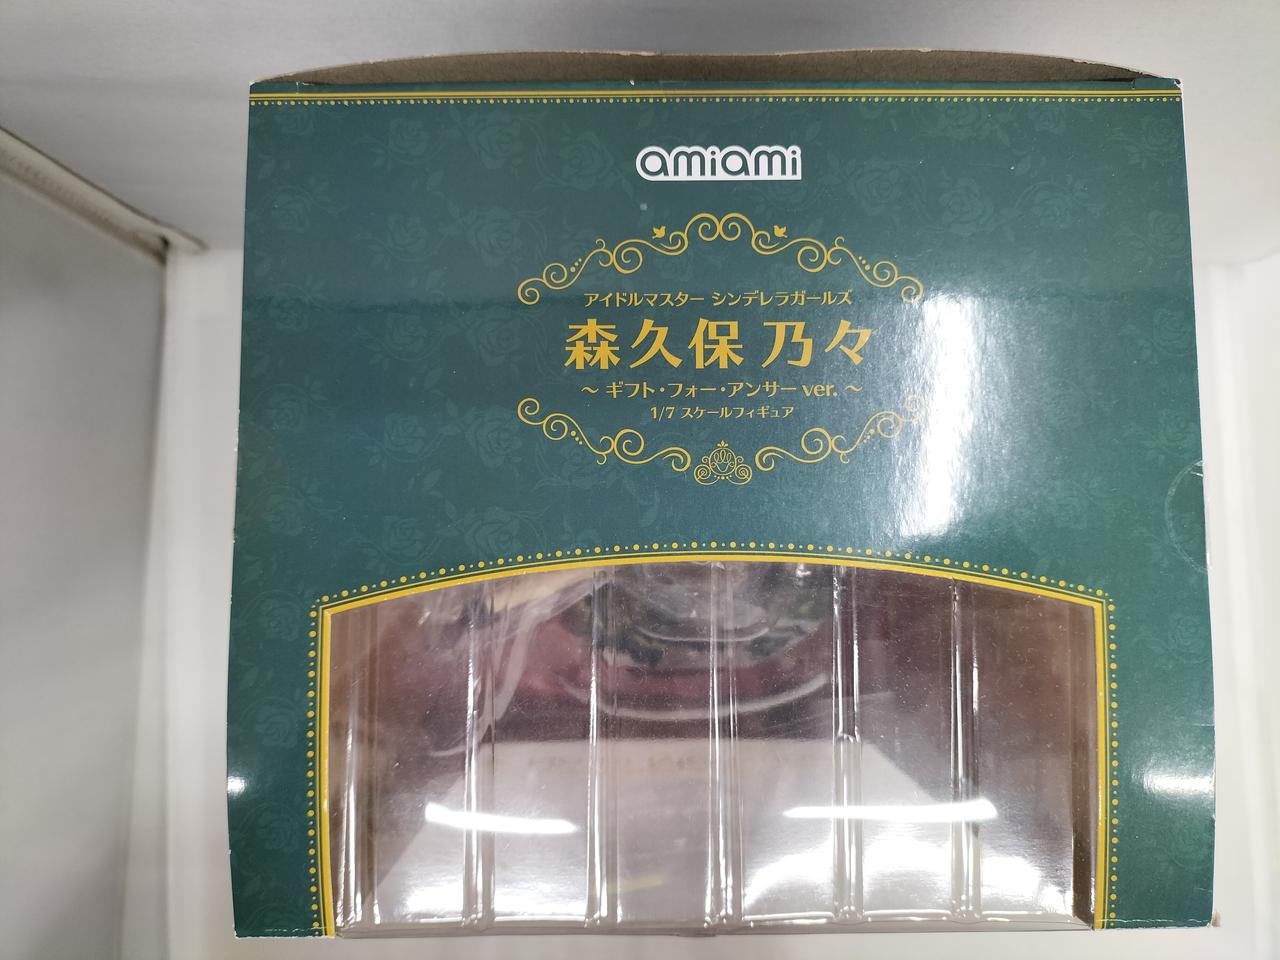 amiami
アイドルマスター シンデレラガールズ
森久保 乃々
～ ギフト・フォー・アンサー ver. ～
1/7 スケールフィギュア